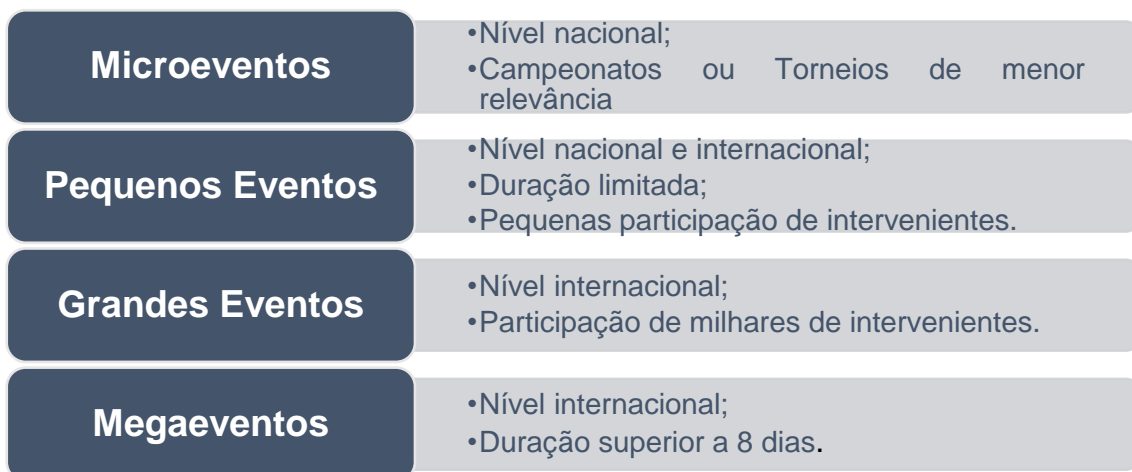 Microeventos
•Nível nacional;
•Campeonatos ou Torneios de menor
relevância
Pequenos Eventos
•Nível nacional e internacional;
•Duração limitada;
•Pequenas participação de intervenientes.
Grandes Eventos
•Nível internacional;
•Participação de milhares de intervenientes.
Megaeventos
•Nível internacional;
•Duração superior a 8 dias.